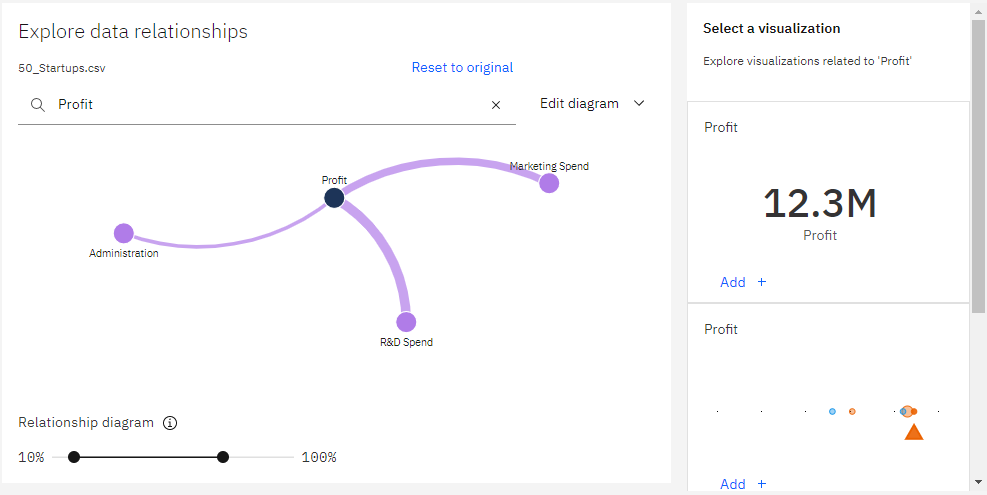 Explore data relationships
50_Startups.csv
Reset to original
Profit
Edit diagram
Marketing Spend
Profit
Administration
R&D Spend
Relationship diagram
10%
100%
Select a visualization
Explore visualizations related to 'Profit'
Profit
12.3M
Profit
Add +
Profit
Add +